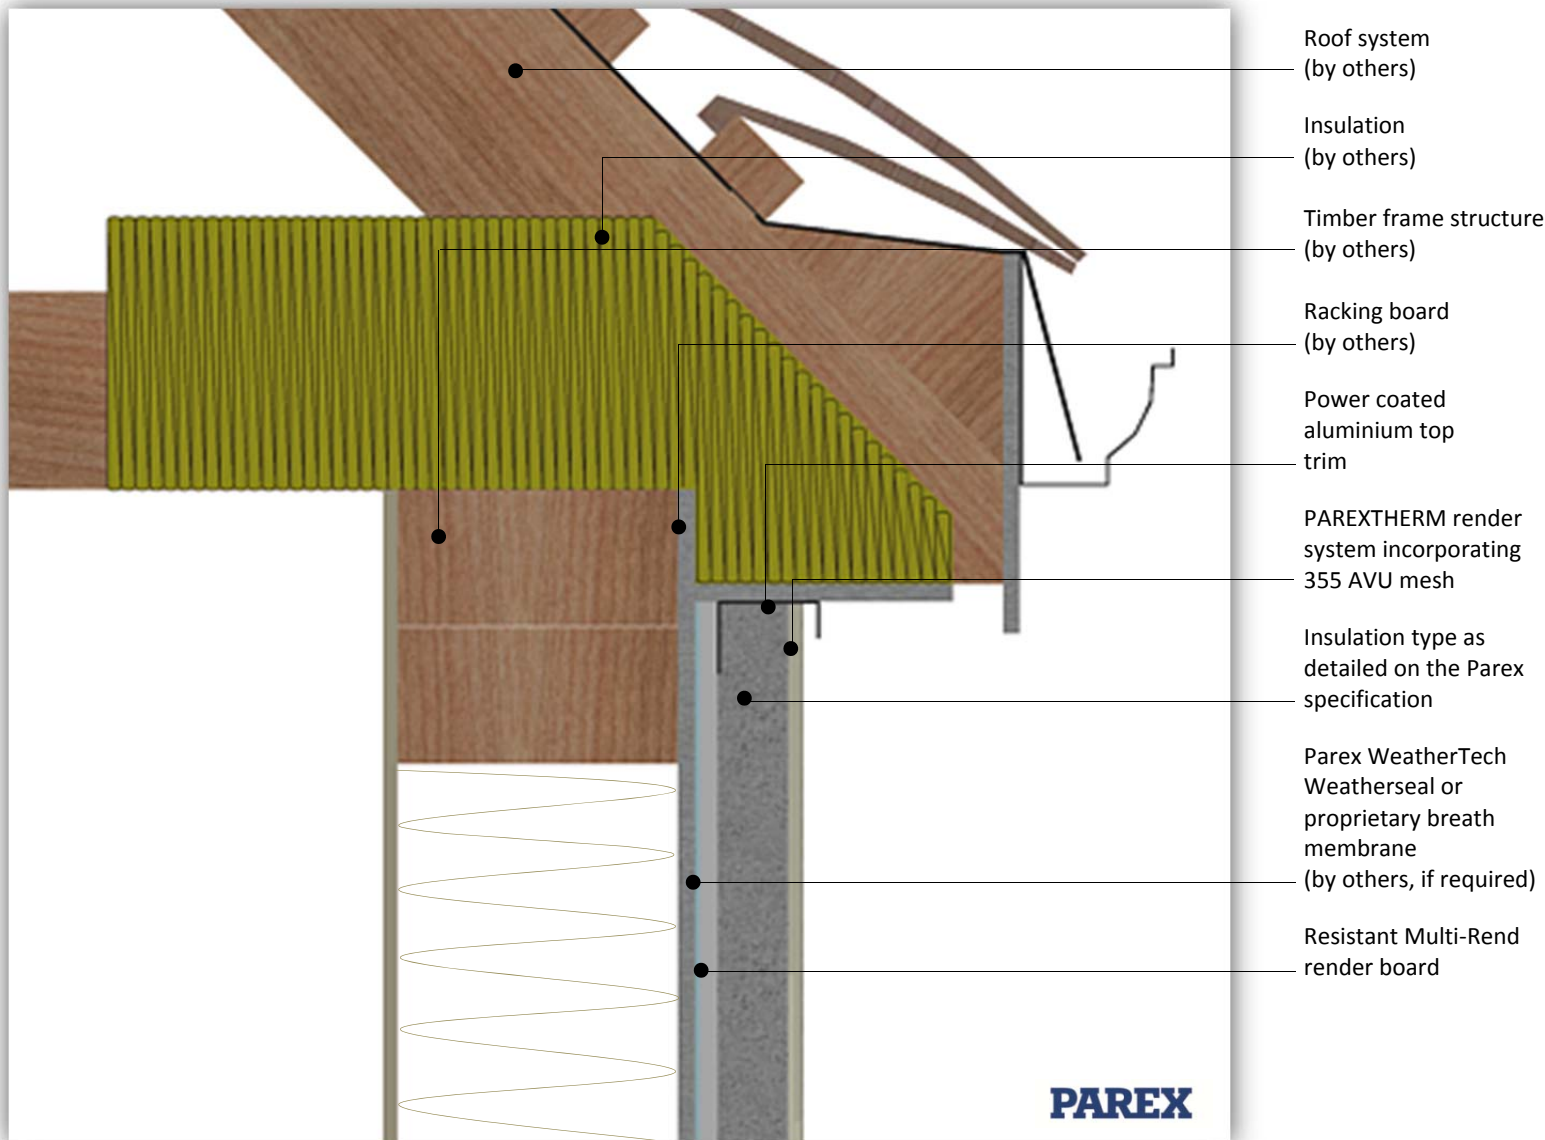 Roof system
(by others)
Insulation
(by others)
Timber frame structure
(by others)
Racking board
(by others)
Power coated
aluminium top
trim
PAREXTHERM render
system incorporating
355 AVU mesh
Insulation type as
detailed on the Parex
specification
Parex WeatherTech
Weatherseal or
proprietary breath
membrane
(by others, if required)
Resistant Multi-Rend
render board
PAREX